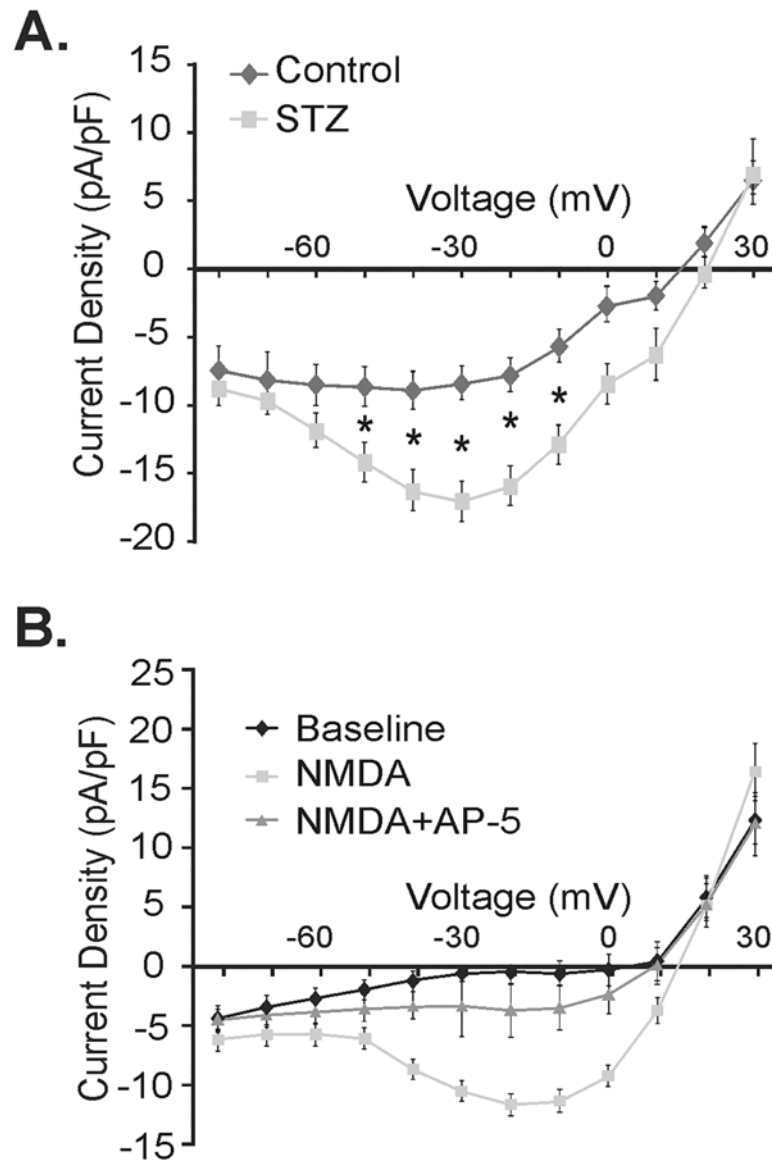 A.
Current Density (pA/pF)
15
10
5
0
-5
-10
-15
-20
Control
STZ
Voltage (mV)
-60 -30 0 30
* * * * *
B.
Current Density (pA/pF)
25
20
15
10
5
0
-5
-10
-15
Baseline
NMDA
NMDA+AP-5
Voltage (mV)
-60 -30 0 30